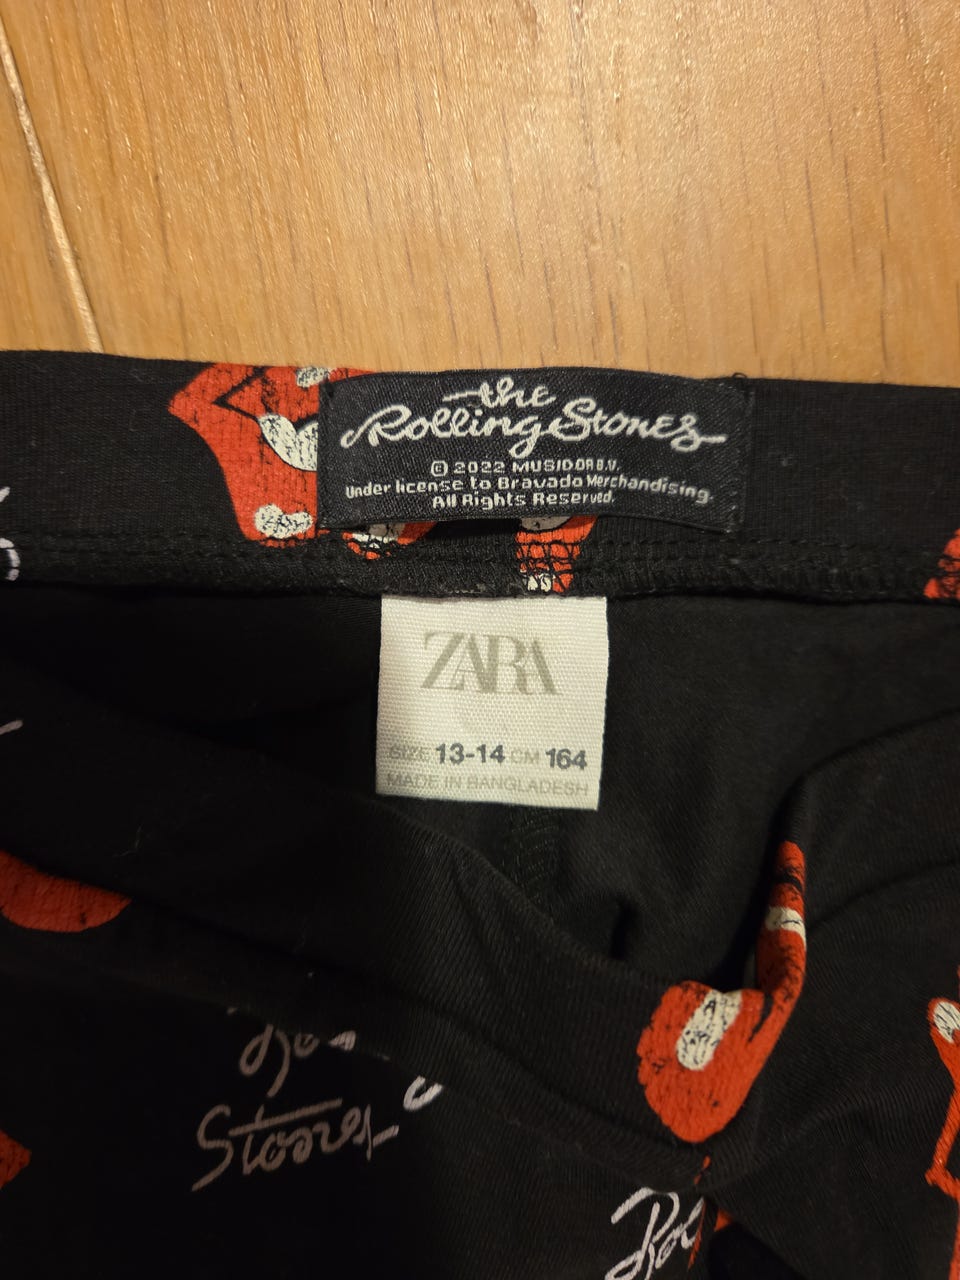 the
Rolling Stones
© 2022 MUSIDOR B.V.
Under license to Bravado Merchandising.
All Rights Reserved.
ZARA
SIZE 13-14 CM 164
MADE IN BANGLADESH
Stones